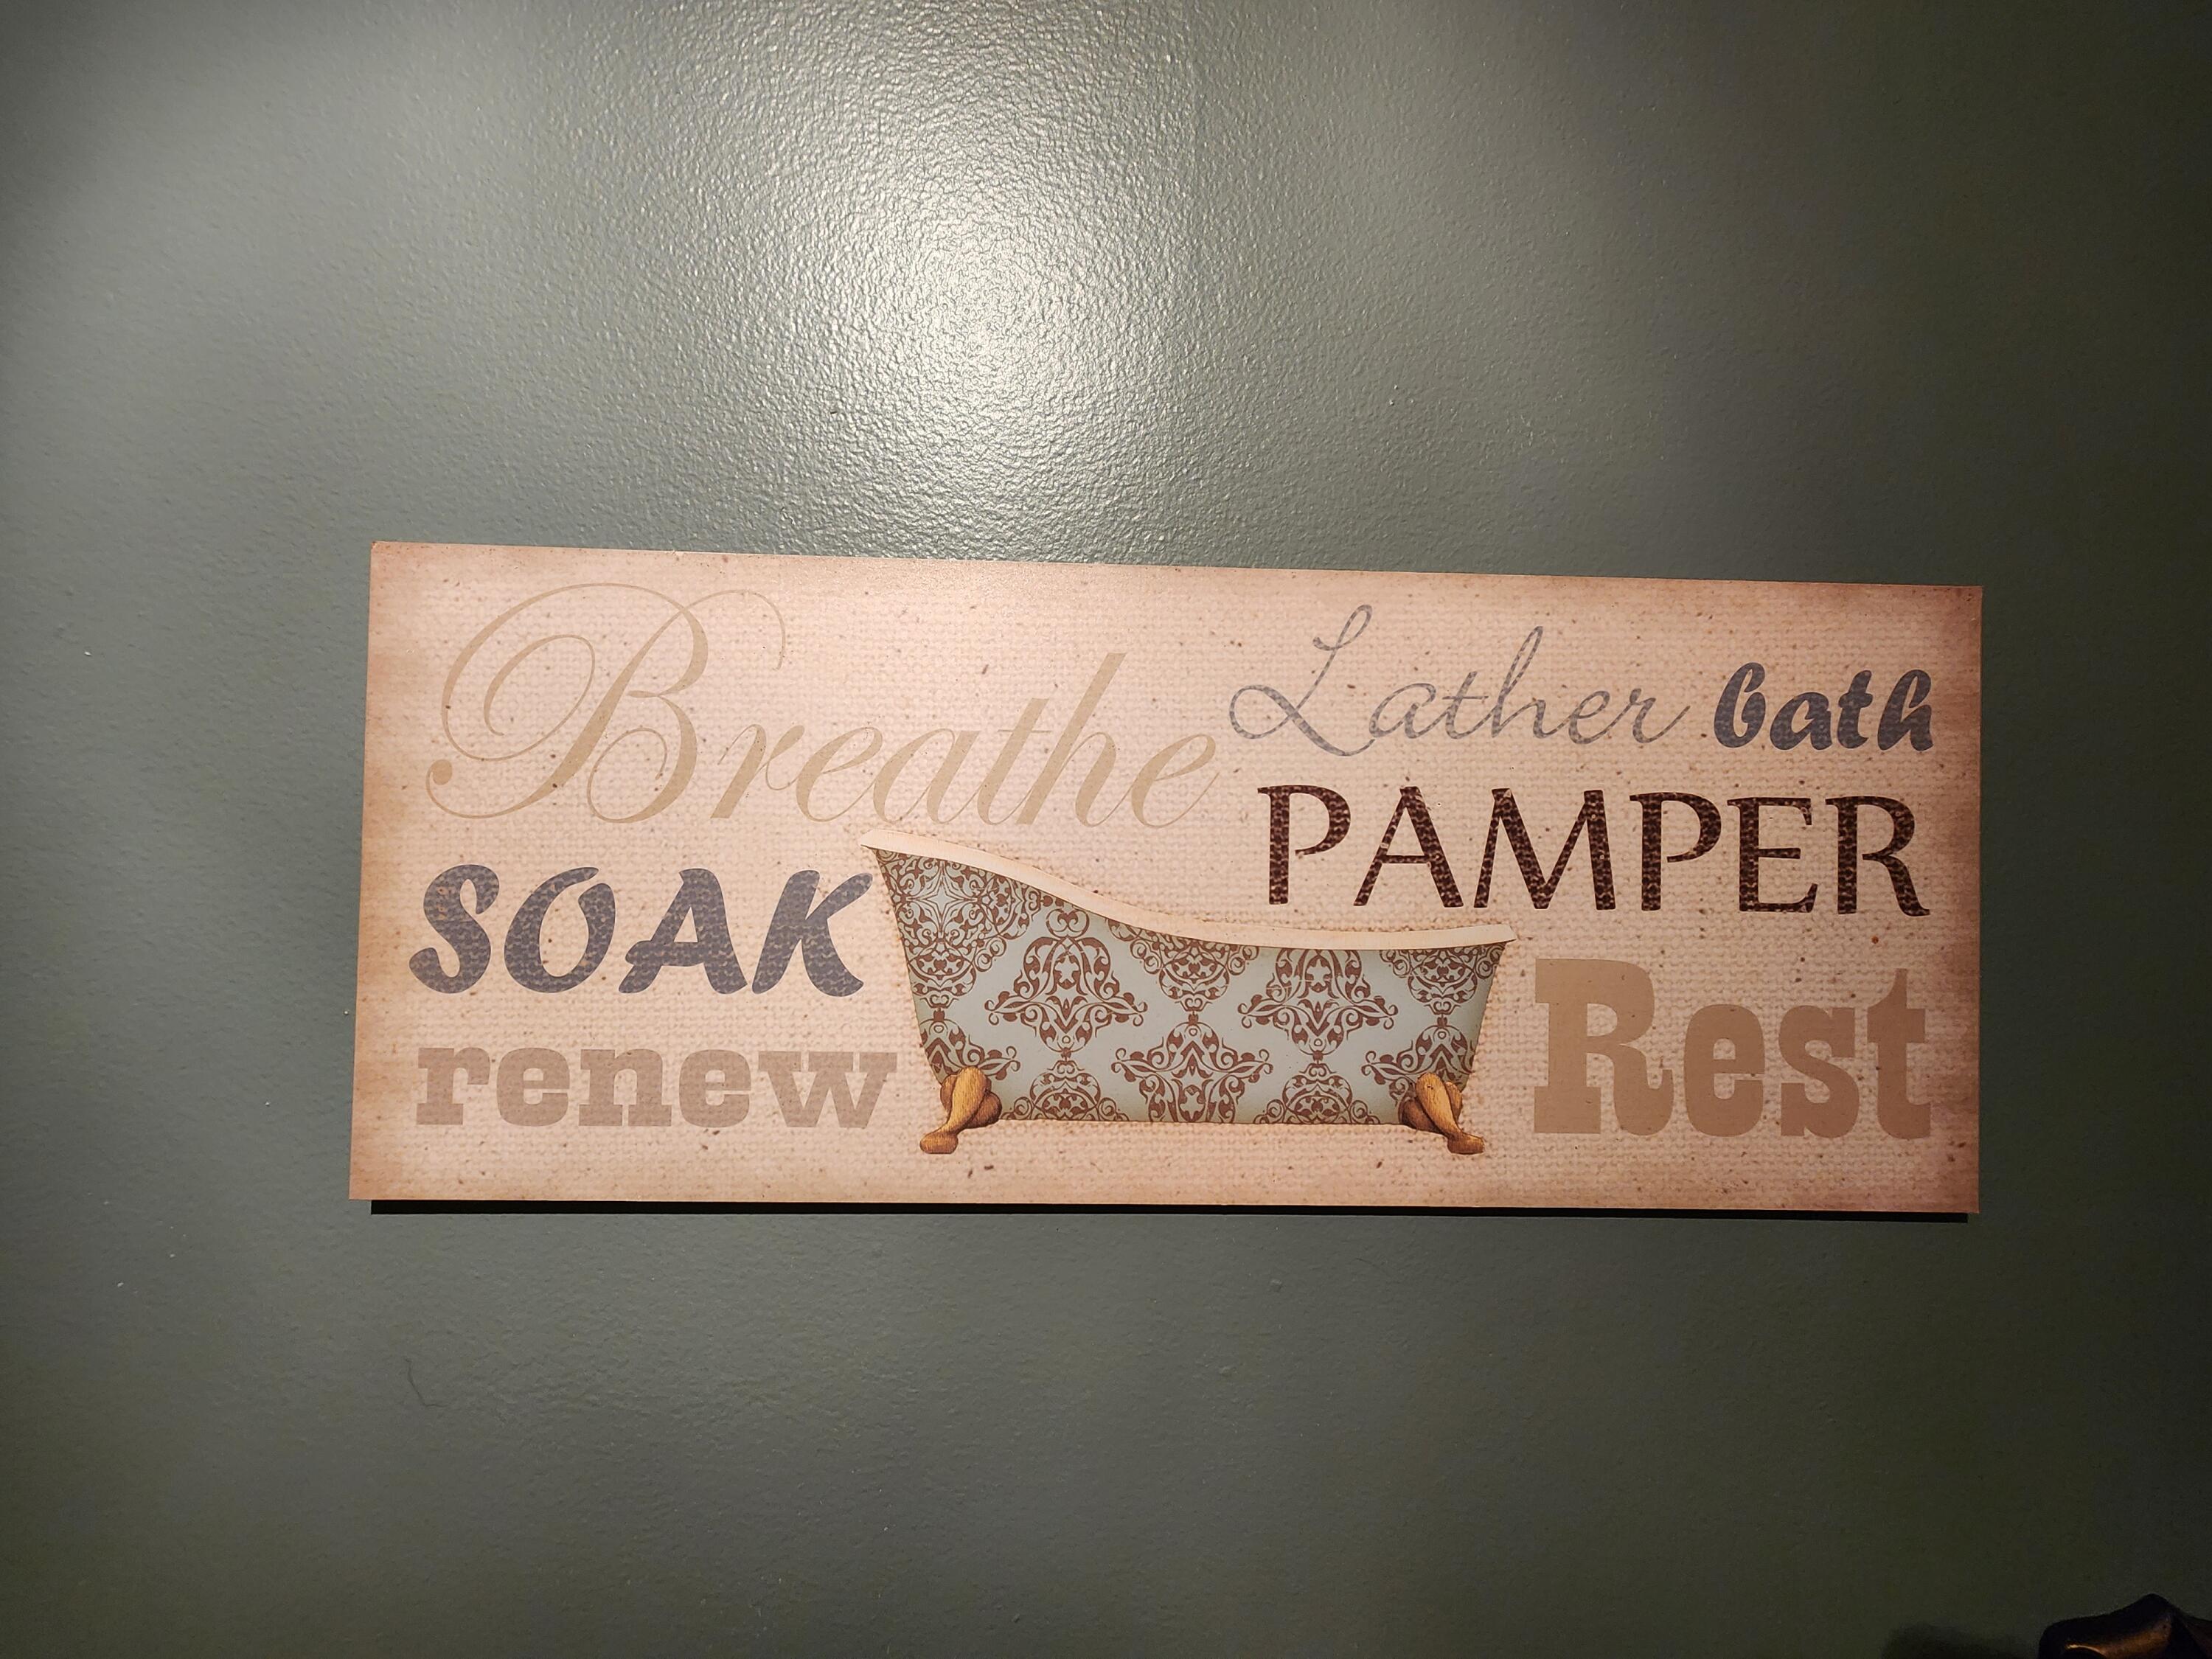 Breathe
Lather bath
PAMPER
SOAK
Rest
renew